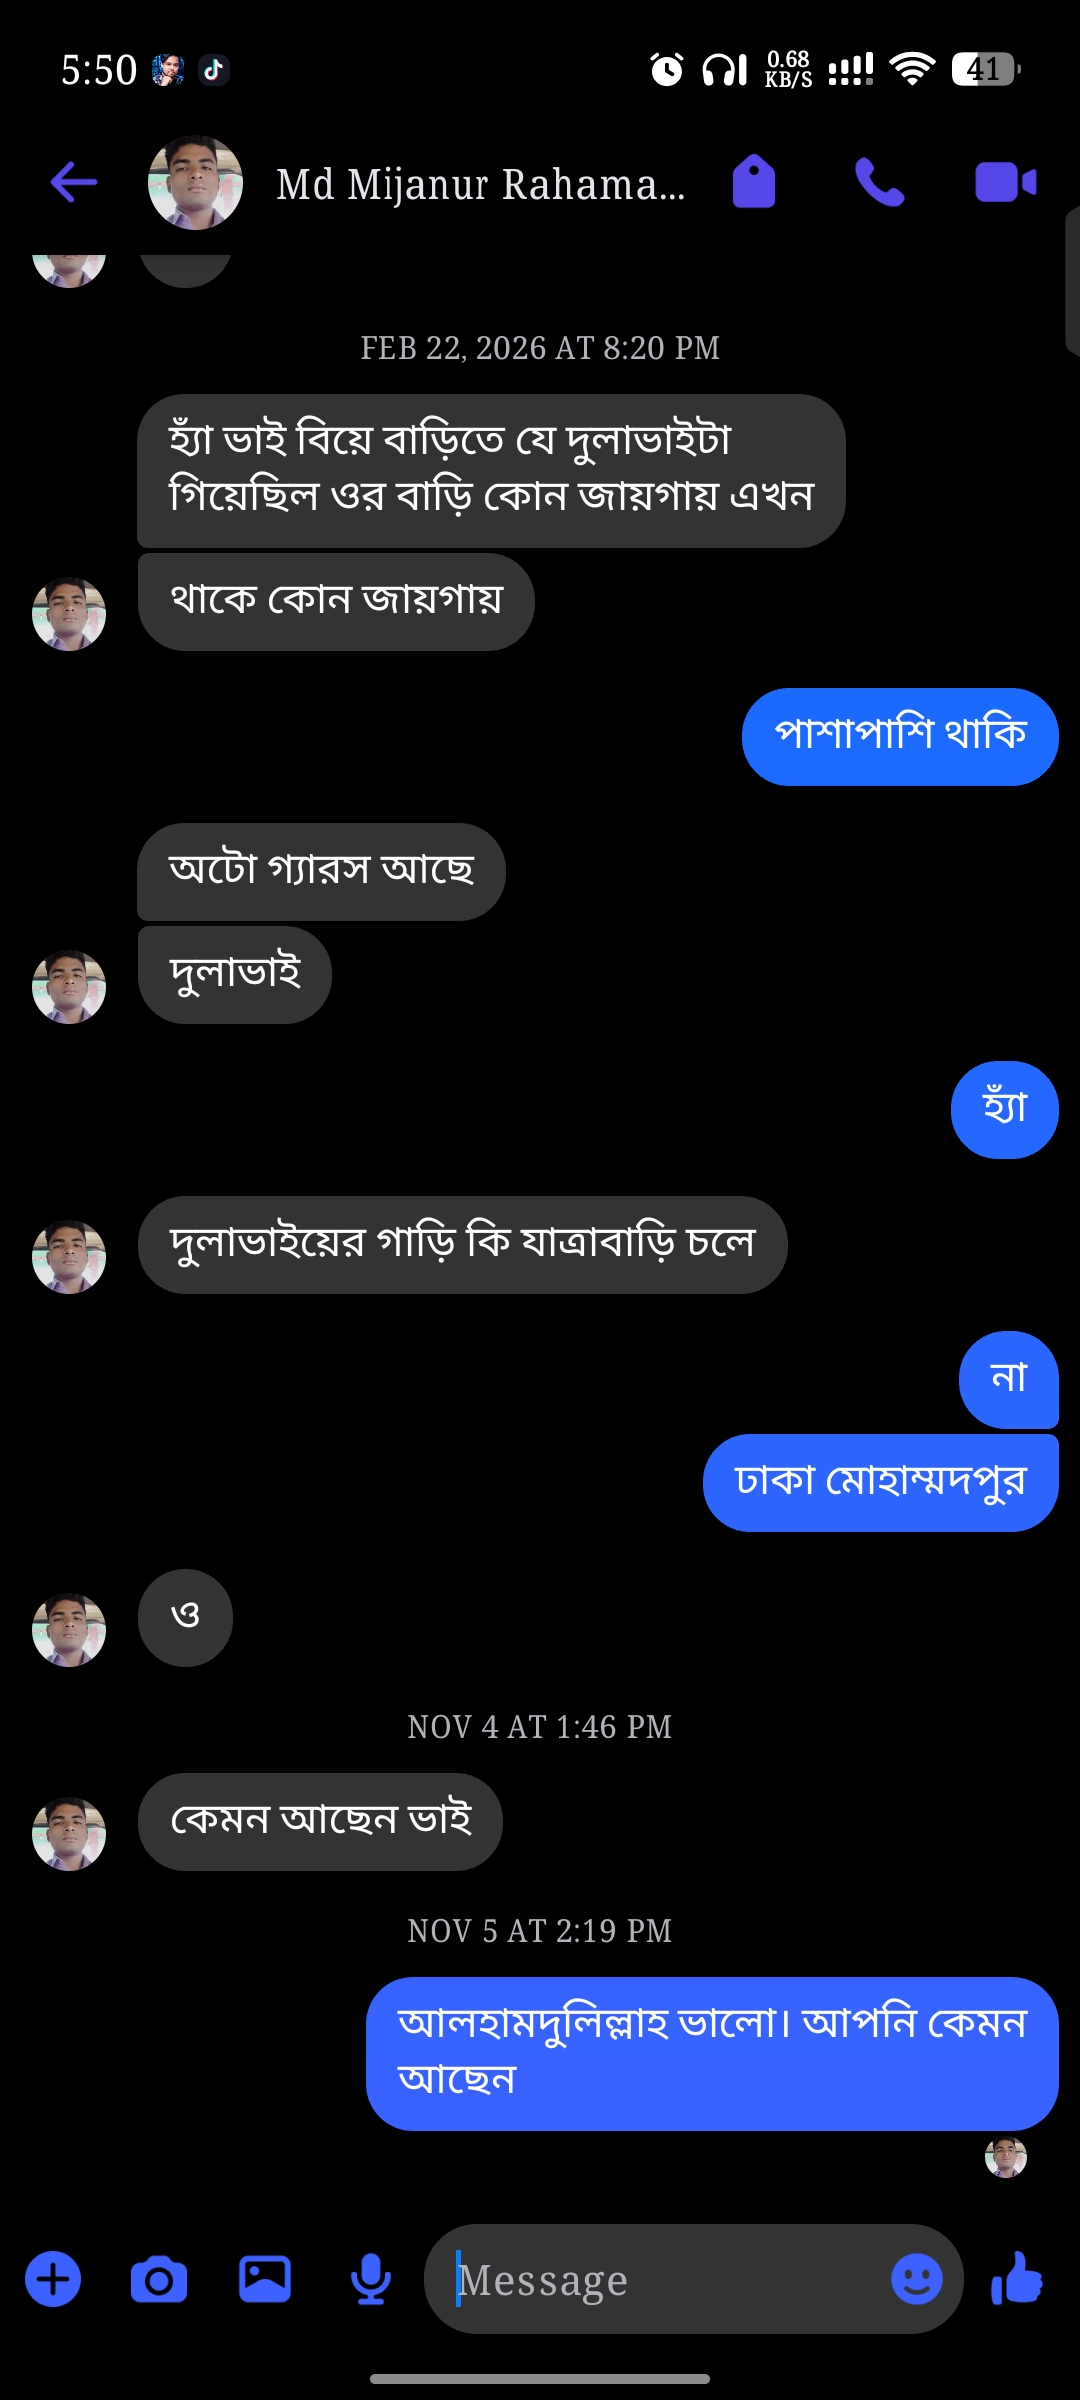 5:50
0.68
KB/S
41
Md Mijanur Rahama...
FEB 22, 2026 AT 8:20 PM
হ্যাঁ ভাই বিয়ে বাড়িতে যে দুলাভাইটা
গিয়েছিল ওর বাড়ি কোন জায়গায় এখন
থাকে কোন জায়গায়
পাশাপাশি থাকি
অটো গ্যারস আছে
দুলাভাই
হ্যাঁ
দুলাভাইয়ের গাড়ি কি যাত্রাবাড়ি চলে
না
ঢাকা মোহাম্মদপুর
ও
NOV 4 AT 1:46 PM
কেমন আছেন ভাই
NOV 5 AT 2:19 PM
আলহামদুলিল্লাহ ভালো। আপনি কেমন
আছেন
Message